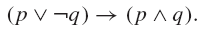 (p ∨ ¬q) → (p ∧ q).